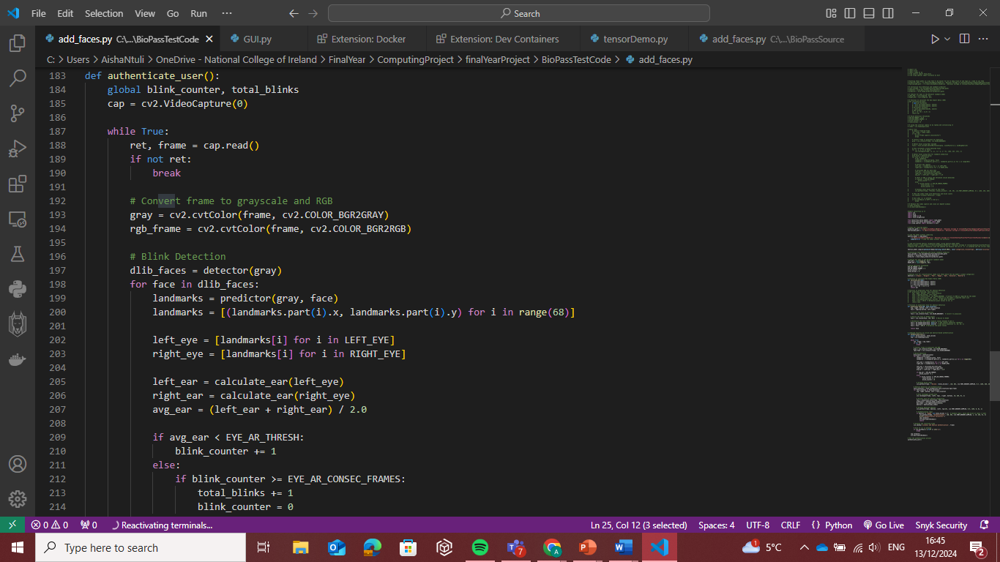 File Edit Selection View Go Run ··· Search
add_faces.py C:\...\BioPassTestCode GUI.py Extension: Docker Extension: Dev Containers tensorDemo.py add_faces.py C:\...\BioPassSource
C: > Users > AishaNtuli > OneDrive - National College of Ireland > FinalYear > ComputingProject > finalYearProject > BioPassTestCode > add_faces.py
183 def authenticate_user():
184 global blink_counter, total_blinks
185 cap = cv2.VideoCapture(0)
186
187 while True:
188 ret, frame = cap.read()
189 if not ret:
190 break
191
192 # Convert frame to grayscale and RGB
193 gray = cv2.cvtColor(frame, cv2.COLOR_BGR2GRAY)
194 rgb_frame = cv2.cvtColor(frame, cv2.COLOR_BGR2RGB)
195
196 # Blink Detection
197 dlib_faces = detector(gray)
198 for face in dlib_faces:
199 landmarks = predictor(gray, face)
200 landmarks = [(landmarks.part(i).x, landmarks.part(i).y) for i in range(68)]
201
202 left_eye = [landmarks[i] for i in LEFT_EYE]
203 right_eye = [landmarks[i] for i in RIGHT_EYE]
204
205 left_ear = calculate_ear(left_eye)
206 right_ear = calculate_ear(right_eye)
207 avg_ear = (left_ear + right_ear) / 2.0
208
209 if avg_ear < EYE_AR_THRESH:
210 blink_counter += 1
211 else:
212 if blink_counter >= EYE_AR_CONSEC_FRAMES:
213 total_blinks += 1
214 blink_counter = 0
0 0 0 Reactivating terminals... Ln 25, Col 12 (3 selected) Spaces: 4 UTF-8 CRLF {} Python Go Live Snyk Security
Type here to search 7 A 1 5°C ENG 16:45 2
13/12/2024